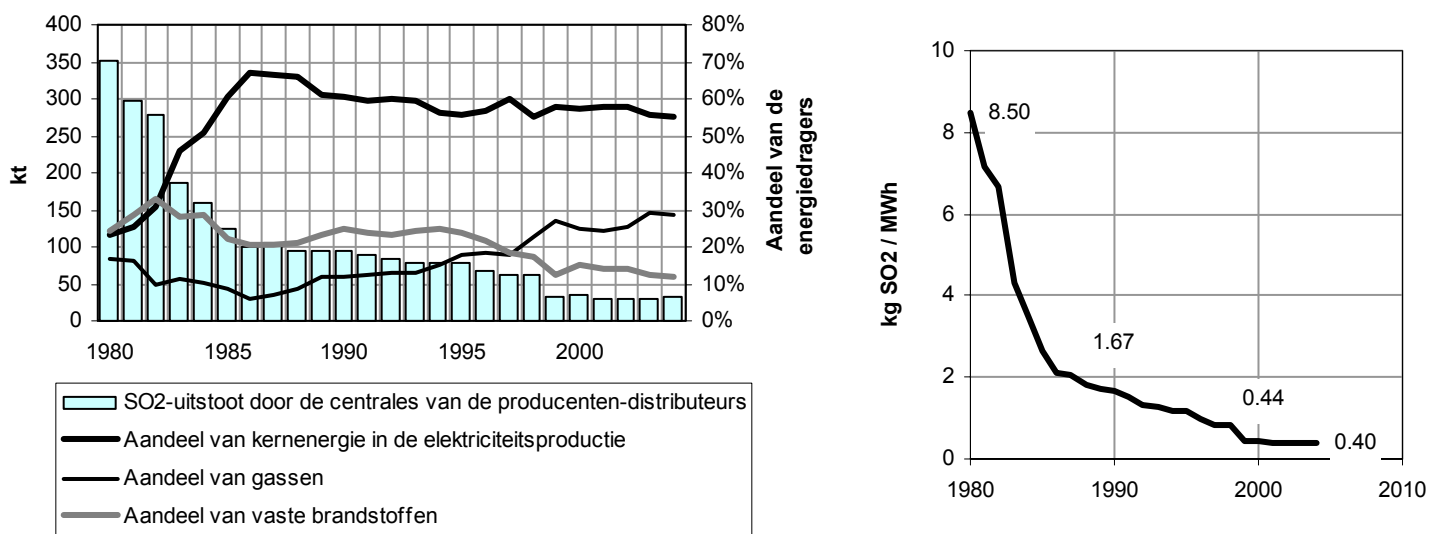 400
350
300
250
200
150
100
50
0
kt
80%
70%
60%
50%
40%
30%
20%
10%
0%
Aandeel van de
energiedragers
1980 1985 1990 1995 2000
SO2-uitstoot door de centrales van de producenten-distributeurs
Aandeel van kernenergie in de elektriciteitsproductie
Aandeel van gassen
Aandeel van vaste brandstoffen
10
8
6
4
2
0
kg SO2 / MWh
8.50
1.67
0.44
0.40
1980 1990 2000 2010